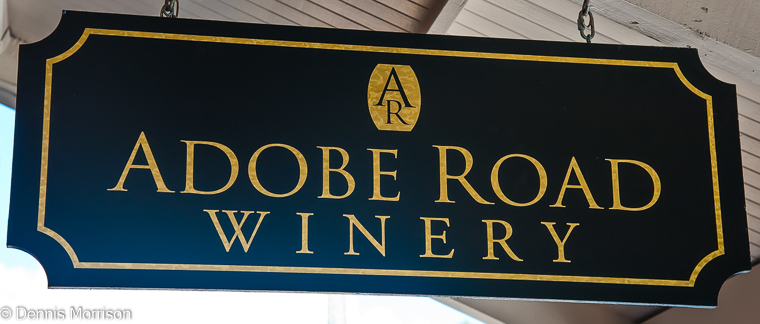 AR
ADOBE ROAD
WINERY
© Dennis Morrison